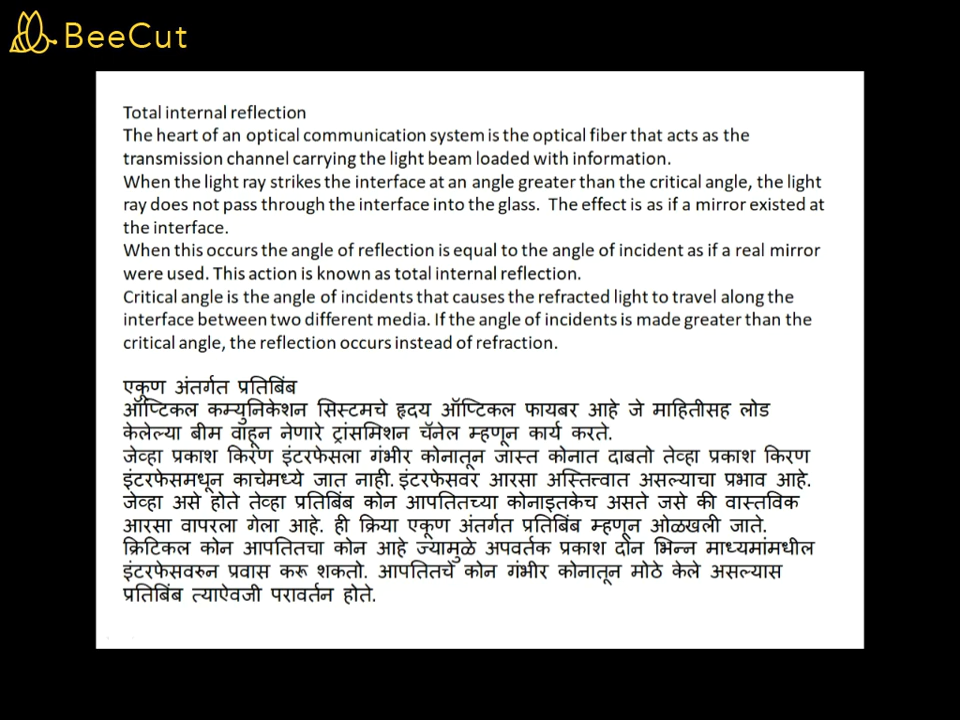 BeeCut
Total internal reflection
The heart of an optical communication system is the optical fiber that acts as the
transmission channel carrying the light beam loaded with information.
When the light ray strikes the interface at an angle greater than the critical angle, the light
ray does not pass through the interface into the glass. The effect is as if a mirror existed at
the interface.
When this occurs the angle of reflection is equal to the angle of incident as if a real mirror
were used. This action is known as total internal reflection.
Critical angle is the angle of incidents that causes the refracted light to travel along the
interface between two different media. If the angle of incidents is made greater than the
critical angle, the reflection occurs instead of refraction.
एकूण अंतर्गत प्रतिबिंब
ऑप्टिकल कम्युनिकेशन सिस्टमचे हृदय ऑप्टिकल फायबर आहे जे माहितीसह लोड
केलेल्या बीम वाहून नेणारे ट्रांसमिशन चॅनेल म्हणून कार्य करते.
जेव्हा प्रकाश किरण इंटरफेसला गंभीर कोनातून जास्त कोनात दाबतो तेव्हा प्रकाश किरण
इंटरफेसमधून काचेमध्ये जात नाही. इंटरफेसवर आरसा अस्तित्त्वात असल्याचा प्रभाव आहे.
जेव्हा असे होते तेव्हा प्रतिबिंब कोन आपतितच्या कोनाइतकेच असते जसे की वास्तविक
आरसा वापरला गेला आहे. ही क्रिया एकूण अंतर्गत प्रतिबिंब म्हणून ओळखली जाते.
क्रिटिकल कोन आपतितचा कोन आहे ज्यामुळे अपवर्तक प्रकाश दोन भिन्न माध्यमांमधील
इंटरफेसवरुन प्रवास करू शकतो. आपतितचे कोन गंभीर कोनातून मोठे केले असल्यास
प्रतिबिंब त्याऐवजी परावर्तन होते.